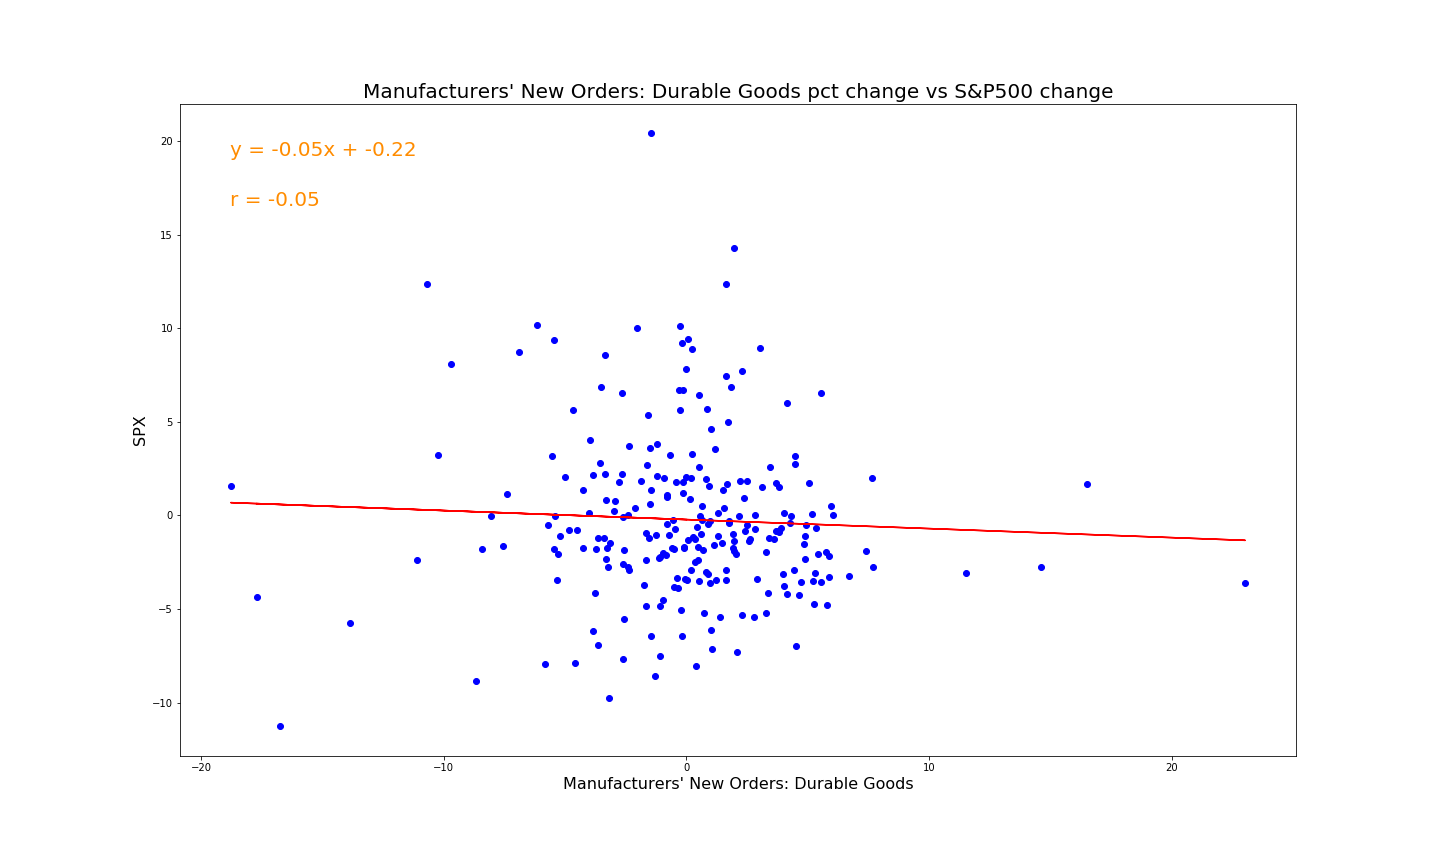 Manufacturers' New Orders: Durable Goods pct change vs S&P500 change
y = -0.05x + -0.22
r = -0.05
20
15
10
5
0
−5
−10
SPX
−20
−10
0
10
20
Manufacturers' New Orders: Durable Goods